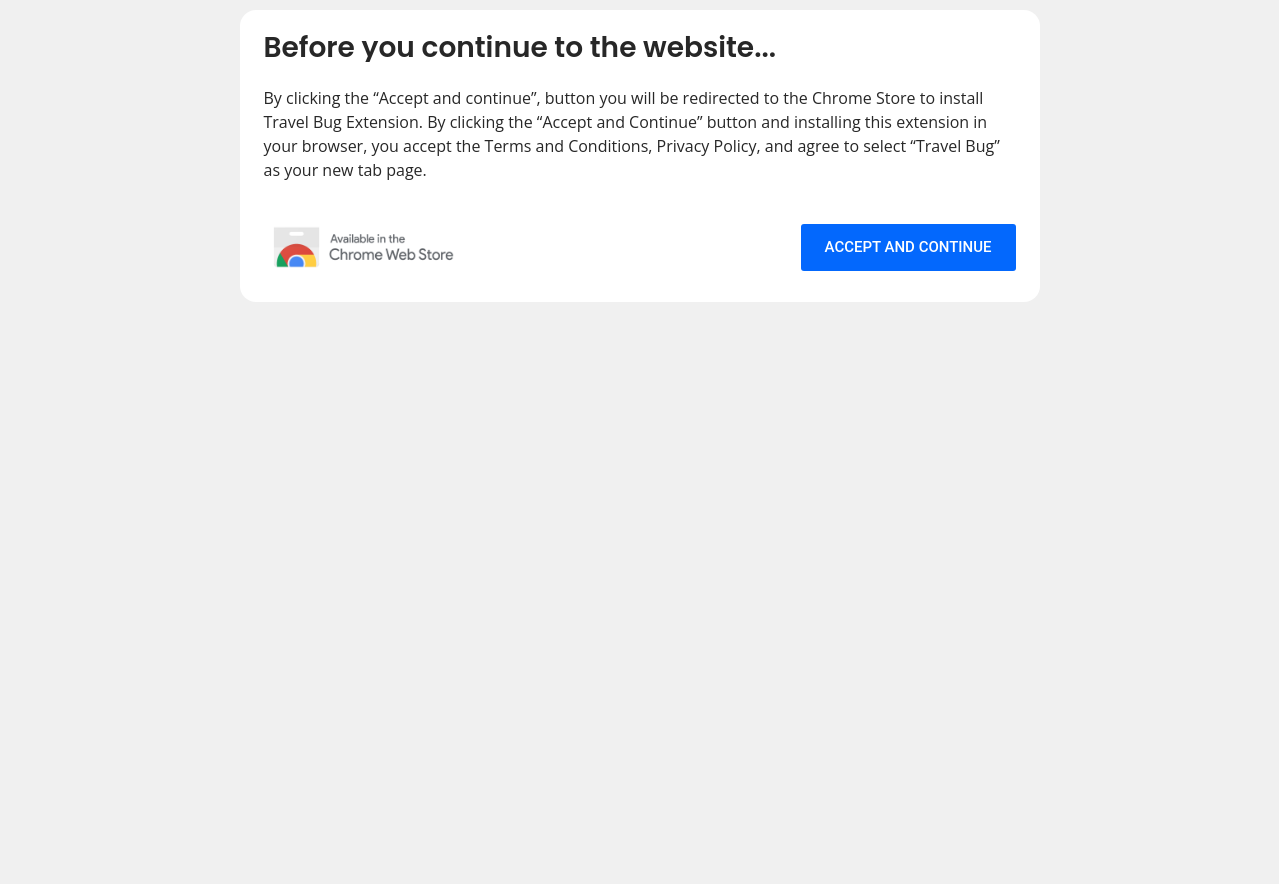 Before you continue to the website...
By clicking the “Accept and continue”, button you will be redirected to the Chrome Store to install
Travel Bug Extension. By clicking the “Accept and Continue” button and installing this extension in
your browser, you accept the Terms and Conditions, Privacy Policy, and agree to select “Travel Bug”
as your new tab page.
Available in the
Chrome Web Store
ACCEPT AND CONTINUE